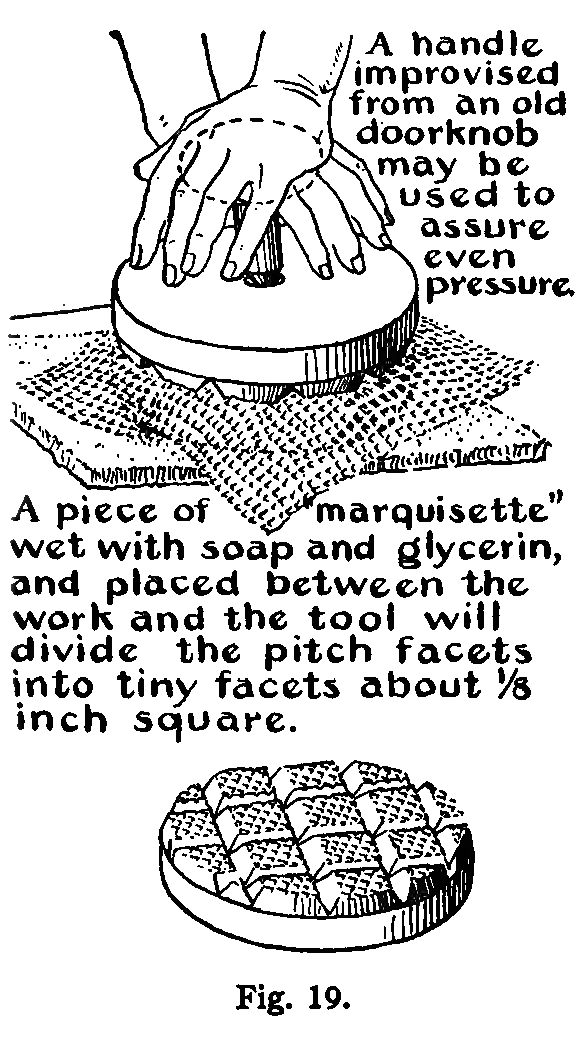 A handle
improvised
from an old
doorknob
may be
used to
assure
even
pressure.
A piece of "marquisette"
wet with soap and glycerin,
and placed between the
work and the tool will
divide the pitch facets
into tiny facets about ⅛
inch square.
Fig. 19.